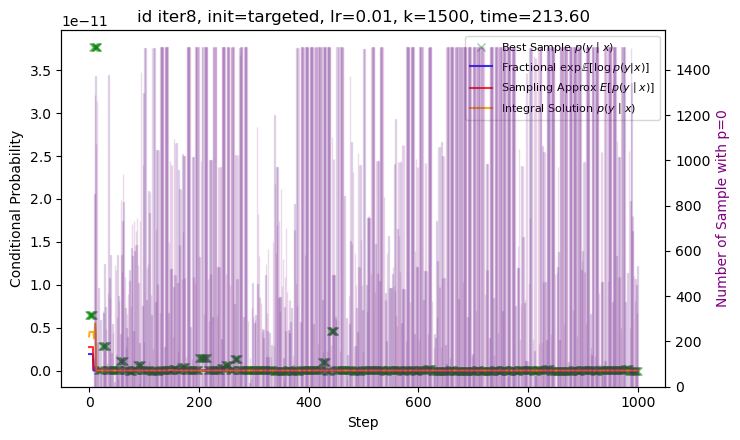 id iter8, init=targeted, lr=0.01, k=1500, time=213.60
1e−11
Best Sample p(y | x)
Fractional exp𝔼[log p(y|x)]
Sampling Approx E[p(y | x)]
Integral Solution p(y | x)
3.5
3.0
2.5
2.0
1.5
1.0
0.5
0.0
Conditional Probability
1400
1200
1000
800
600
400
200
0
Number of Sample with p=0
0
200
400
600
800
1000
Step